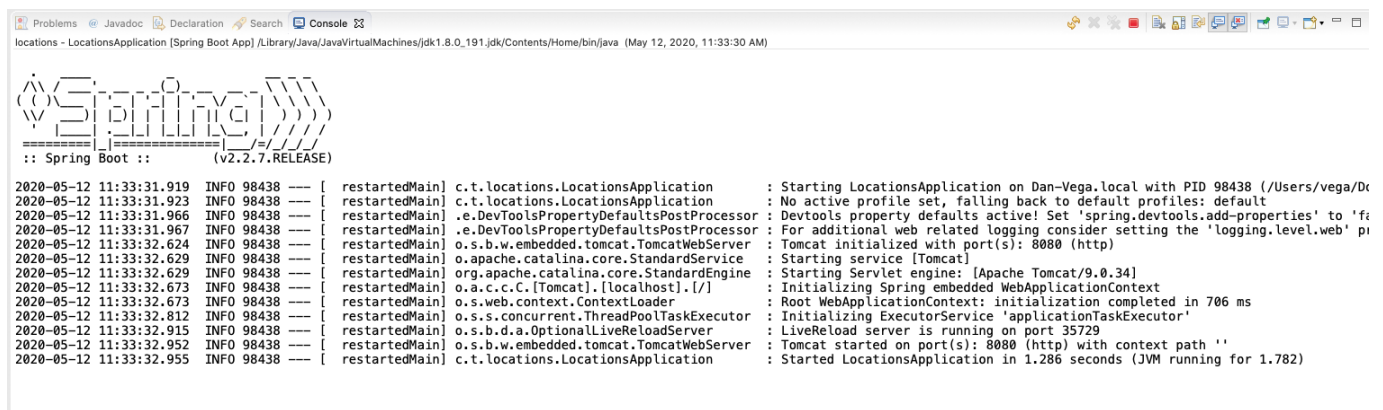 Problems @ Javadoc Declaration Search Console
locations - LocationsApplication [Spring Boot App] /Library/Java/JavaVirtualMachines/jdk1.8.0_191.jdk/Contents/Home/bin/java (May 12, 2020, 11:33:30 AM)
  .   ____          _            __ _ _
 /\\ / ___'_ __ _ _(_)_ __  __ _ \ \ \ \
( ( )\___ | '_ | '_| | '_ \/ _` | \ \ \ \
 \\/  ___)| |_)| | | | | || (_| |  ) ) ) )
  '  |____| .__|_| |_|_| |_\__, | / / / /
 =========|_|==============|___/=/_/_/_/
 :: Spring Boot ::        (v2.2.7.RELEASE)
2020-05-12 11:33:31.919  INFO 98438 --- [  restartedMain] c.t.locations.LocationsApplication       : Starting LocationsApplication on Dan-Vega.local with PID 98438 (/Users/vega/Do
2020-05-12 11:33:31.923  INFO 98438 --- [  restartedMain] c.t.locations.LocationsApplication       : No active profile set, falling back to default profiles: default
2020-05-12 11:33:31.966  INFO 98438 --- [  restartedMain] .e.DevToolsPropertyDefaultsPostProcessor : Devtools property defaults active! Set 'spring.devtools.add-properties' to 'fa
2020-05-12 11:33:31.967  INFO 98438 --- [  restartedMain] .e.DevToolsPropertyDefaultsPostProcessor : For additional web related logging consider setting the 'logging.level.web' pr
2020-05-12 11:33:32.624  INFO 98438 --- [  restartedMain] o.s.b.w.embedded.tomcat.TomcatWebServer  : Tomcat initialized with port(s): 8080 (http)
2020-05-12 11:33:32.629  INFO 98438 --- [  restartedMain] o.apache.catalina.core.StandardService   : Starting service [Tomcat]
2020-05-12 11:33:32.629  INFO 98438 --- [  restartedMain] org.apache.catalina.core.StandardEngine  : Starting Servlet engine: [Apache Tomcat/9.0.34]
2020-05-12 11:33:32.673  INFO 98438 --- [  restartedMain] o.a.c.c.C.[Tomcat].[localhost].[/]       : Initializing Spring embedded WebApplicationContext
2020-05-12 11:33:32.673  INFO 98438 --- [  restartedMain] o.s.web.context.ContextLoader            : Root WebApplicationContext: initialization completed in 706 ms
2020-05-12 11:33:32.812  INFO 98438 --- [  restartedMain] o.s.s.concurrent.ThreadPoolTaskExecutor  : Initializing ExecutorService 'applicationTaskExecutor'
2020-05-12 11:33:32.915  INFO 98438 --- [  restartedMain] o.s.b.d.a.OptionalLiveReloadServer       : LiveReload server is running on port 35729
2020-05-12 11:33:32.952  INFO 98438 --- [  restartedMain] o.s.b.w.embedded.tomcat.TomcatWebServer  : Tomcat started on port(s): 8080 (http) with context path ''
2020-05-12 11:33:32.955  INFO 98438 --- [  restartedMain] c.t.locations.LocationsApplication       : Started LocationsApplication in 1.286 seconds (JVM running for 1.782)